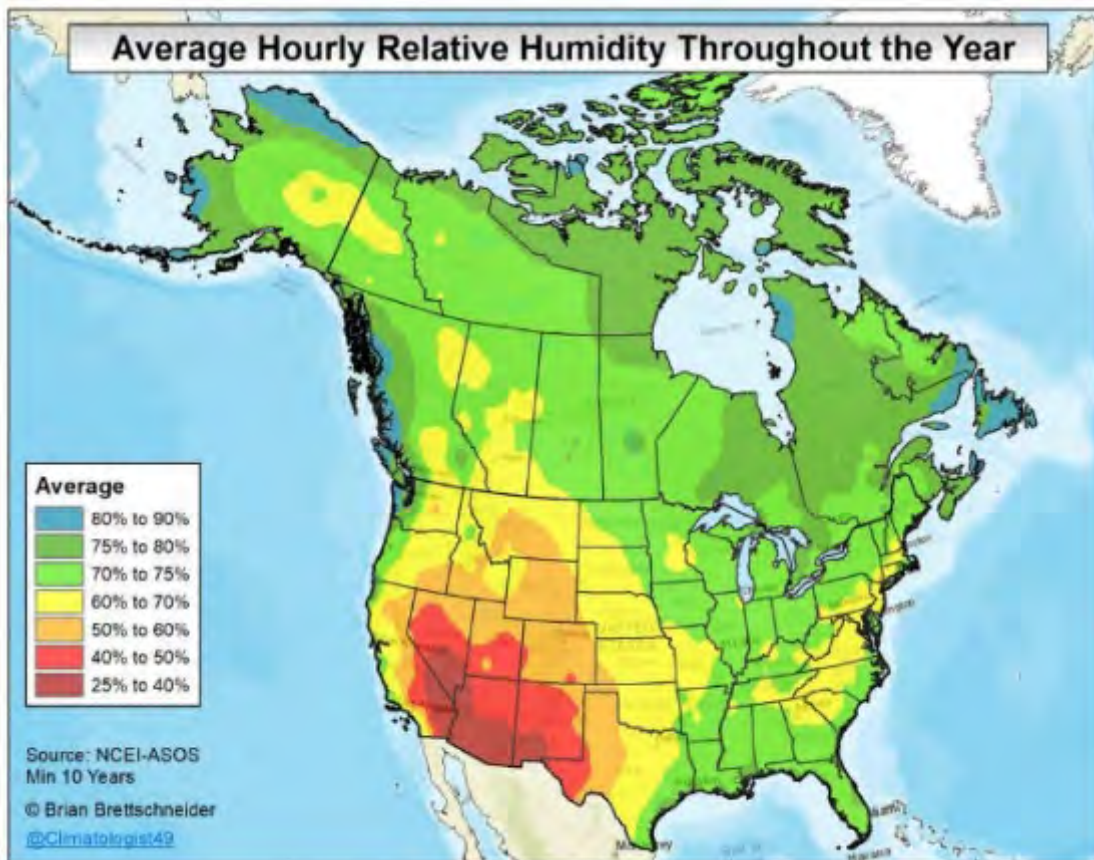 Average Hourly Relative Humidity Throughout the Year
Average
80% to 90%
75% to 80%
70% to 75%
60% to 70%
50% to 60%
40% to 50%
25% to 40%
Source: NCEI-ASOS
Min 10 Years
© Brian Brettschneider
@Climatologist49